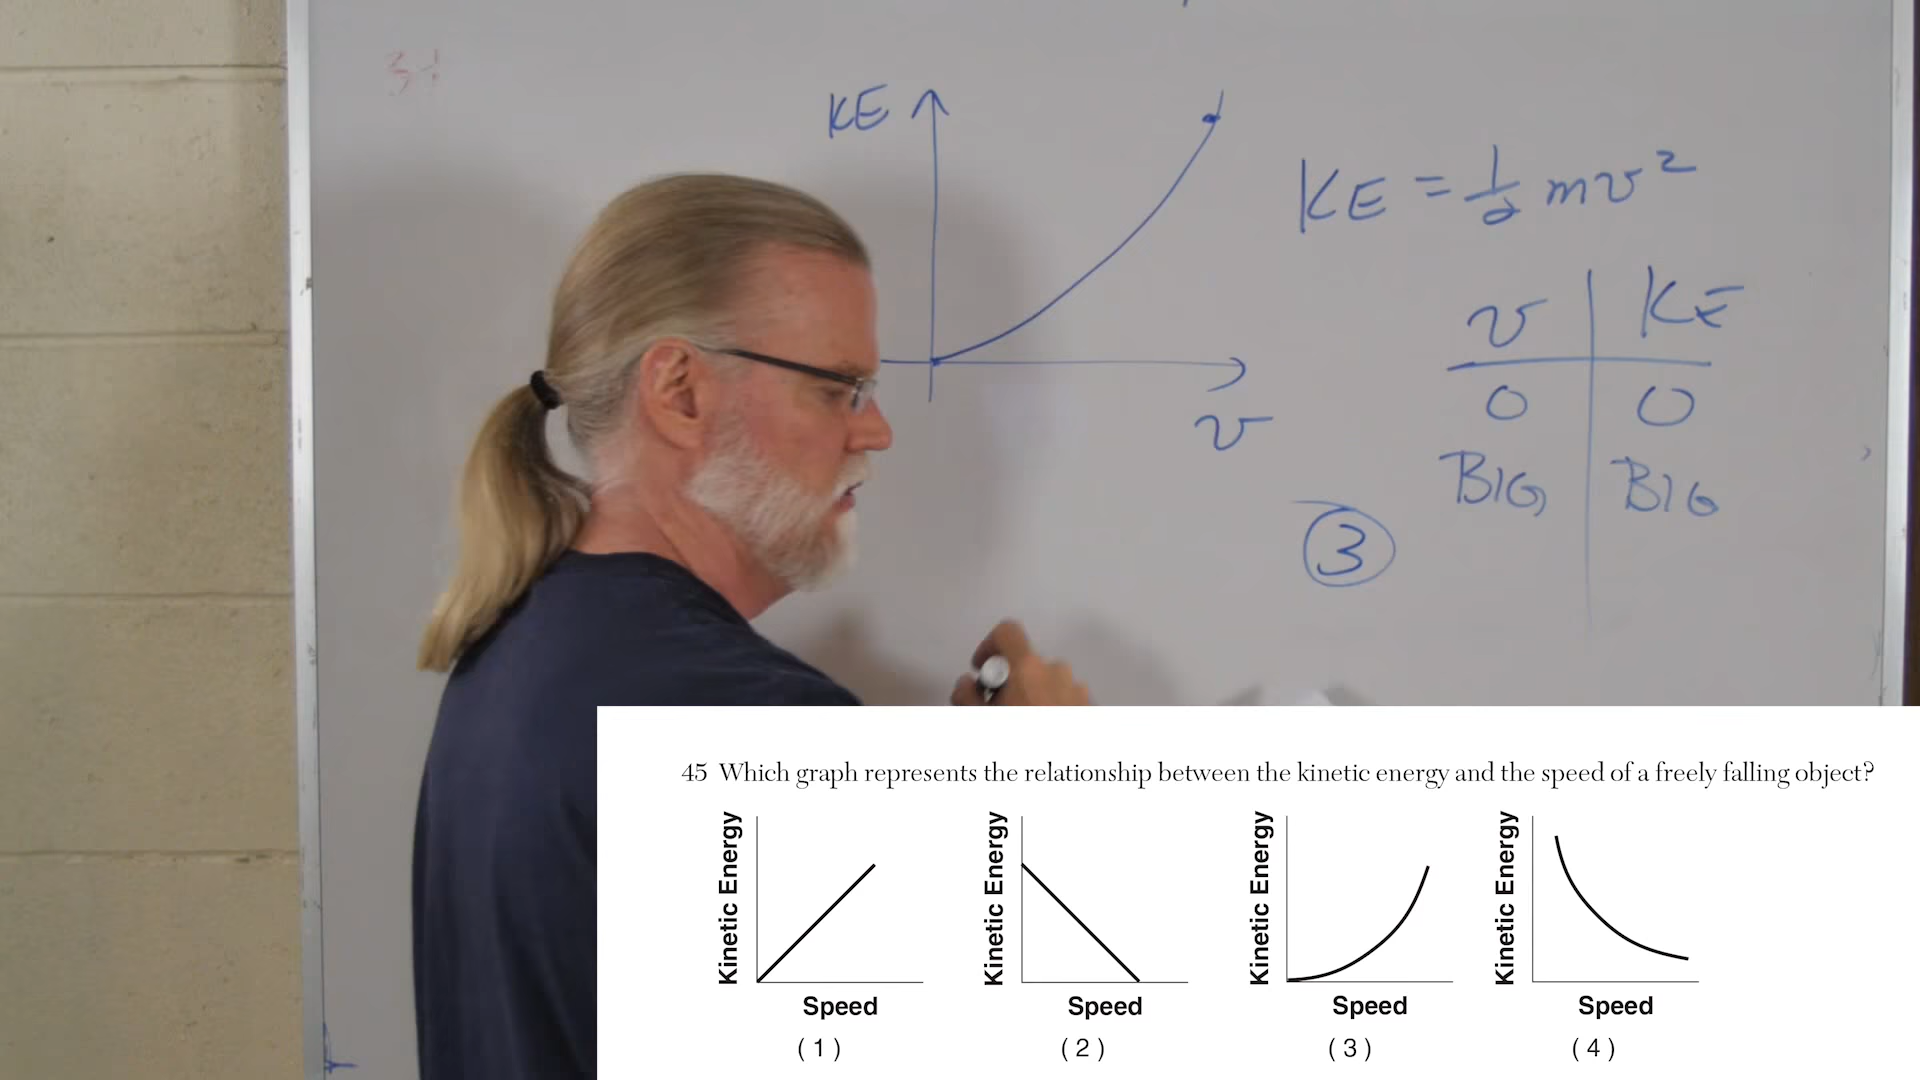 KE
KE = 1/2 mv²
v KE
0 0
BIG BIG
v
3
45 Which graph represents the relationship between the kinetic energy and the speed of a freely falling object?
Kinetic Energy
Speed
(1)
Kinetic Energy
Speed
(2)
Kinetic Energy
Speed
(3)
Kinetic Energy
Speed
(4)